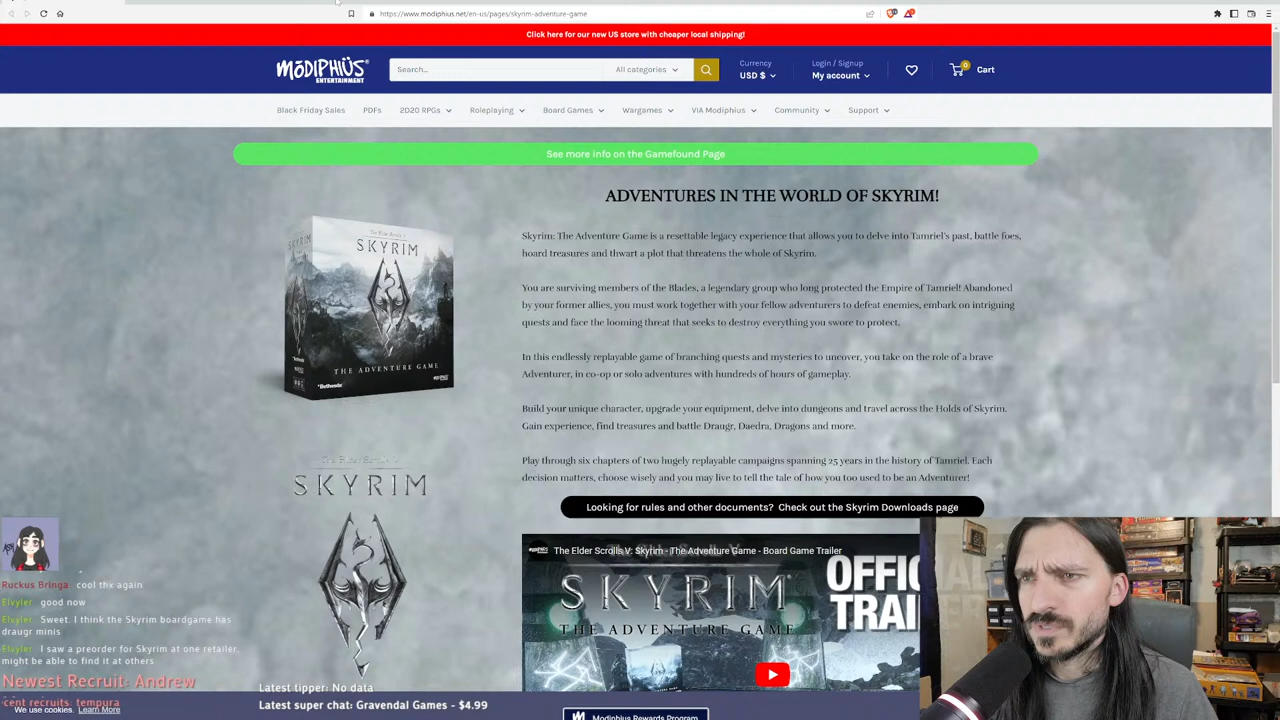 https://www.modiphius.net/en-us/pages/skyrim-adventure-game
Click here for our new US store with cheaper local shipping!
MODIPHIUS
ENTERTAINMENT
Search...
All categories
Currency
USD $
Login / Signup
My account
0
Cart
Black Friday Sales
PDFs
2D20 RPGs
Roleplaying
Board Games
Wargames
VIA Modiphius
Community
Support
See more info on the Gamefound Page
ADVENTURES IN THE WORLD OF SKYRIM!
Skyrim: The Adventure Game is a resettable legacy experience that allows you to delve into Tamriel's past, battle foes,
hoard treasures and thwart a plot that threatens the whole of Skyrim.
You are surviving members of the Blades, a legendary group who long protected the Empire of Tamriel! Abandoned
by your former allies, you must work together with your fellow adventurers to defeat enemies, embark on intriguing
quests and face the looming threat that seeks to destroy everything you swore to protect.
In this endlessly replayable game of branching quests and mysteries to uncover, you take on the role of a brave
Adventurer, in co-op or solo adventures with hundreds of hours of gameplay.
Build your unique character, upgrade your equipment, delve into dungeons and travel across the Holds of Skyrim.
Gain experience, find treasures and battle Draugr, Daedra, Dragons and more.
Play through six chapters of two hugely replayable campaigns spanning 25 years in the history of Tamriel. Each
decision matters, choose wisely and you may live to tell the tale of how you too used to be an Adventurer!
Looking for rules and other documents? Check out the Skyrim Downloads page
The Elder Scrolls V
SKYRIM
THE ADVENTURE GAME
Bethesda
The Elder Scrolls V
SKYRIM
The Elder Scrolls V: Skyrim - The Adventure Game - Board Game Trailer
SKYRIM
THE ADVENTURE GAME
OFFIC
TRAI
Ruckus Bringa cool thx again
Elvyler good now
Elvyler Sweet. I think the Skyrim boardgame has
draugr minis
Elvyler I saw a preorder for Skyrim at one retailer,
might be able to find it at others
Newest Recruit: Andrew
cent recruits: tempura
We use cookies. Learn More
Latest tipper: No data
Latest super chat: Gravendal Games - $4.99
Modiphius Rewards Program